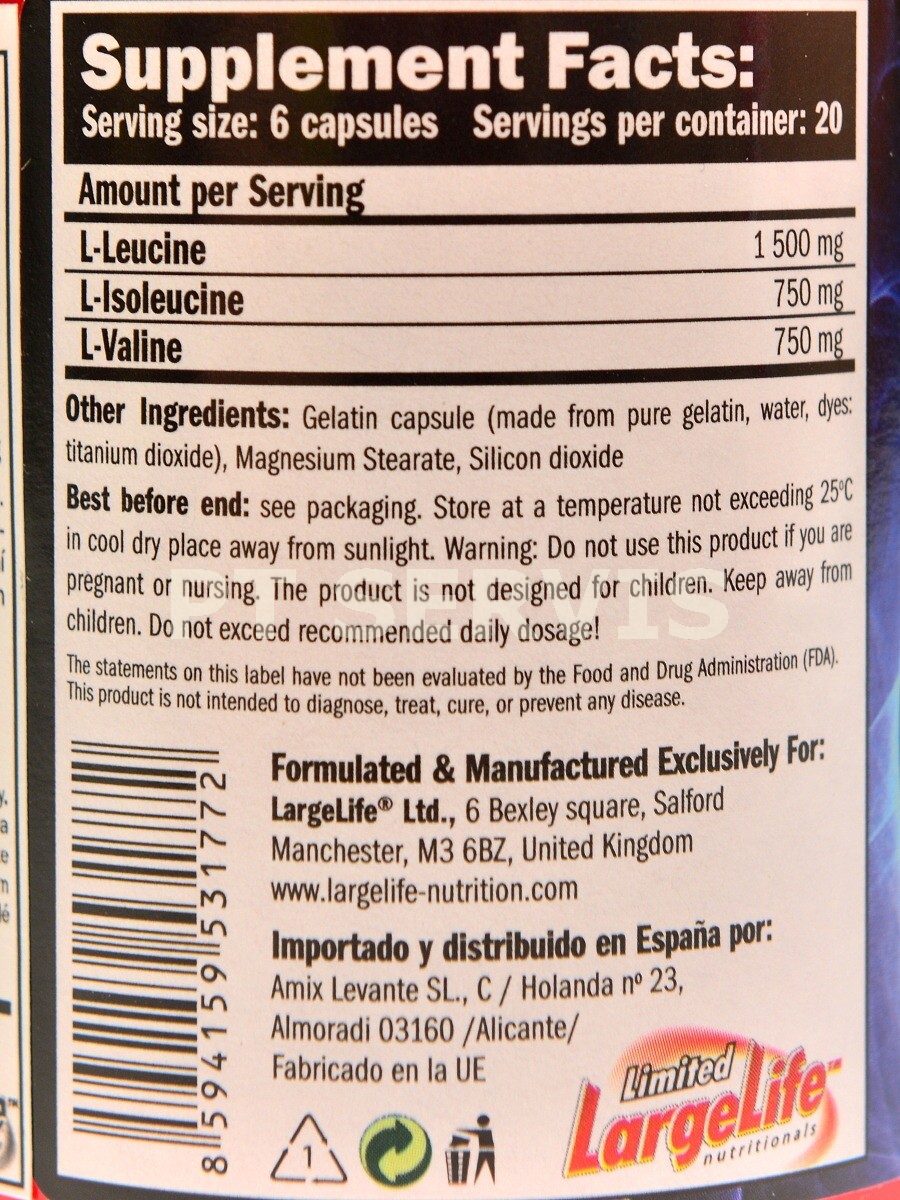 Supplement Facts:
Serving size: 6 capsules Servings per container: 20
Amount per Serving
L-Leucine 1 500 mg
L-Isoleucine 750 mg
L-Valine 750 mg
Other Ingredients: Gelatin capsule (made from pure gelatin, water, dyes:
titanium dioxide), Magnesium Stearate, Silicon dioxide
Best before end: see packaging. Store at a temperature not exceeding 25°C
in cool dry place away from sunlight. Warning: Do not use this product if you are
pregnant or nursing. The product is not designed for children. Keep away from
children. Do not exceed recommended daily dosage!
PT SERVIS
The statements on this label have not been evaluated by the Food and Drug Administration (FDA).
This product is not intended to diagnose, treat, cure, or prevent any disease.
8 594159 531772
Formulated & Manufactured Exclusively For:
LargeLife® Ltd., 6 Bexley square, Salford
Manchester, M3 6BZ, United Kingdom
www.largelife-nutrition.com
Importado y distribuido en España por:
Amix Levante SL., C / Holanda nº 23,
Almoradi 03160 /Alicante/
Fabricado en la UE
1
Limited
LargeLife™
nutritionals